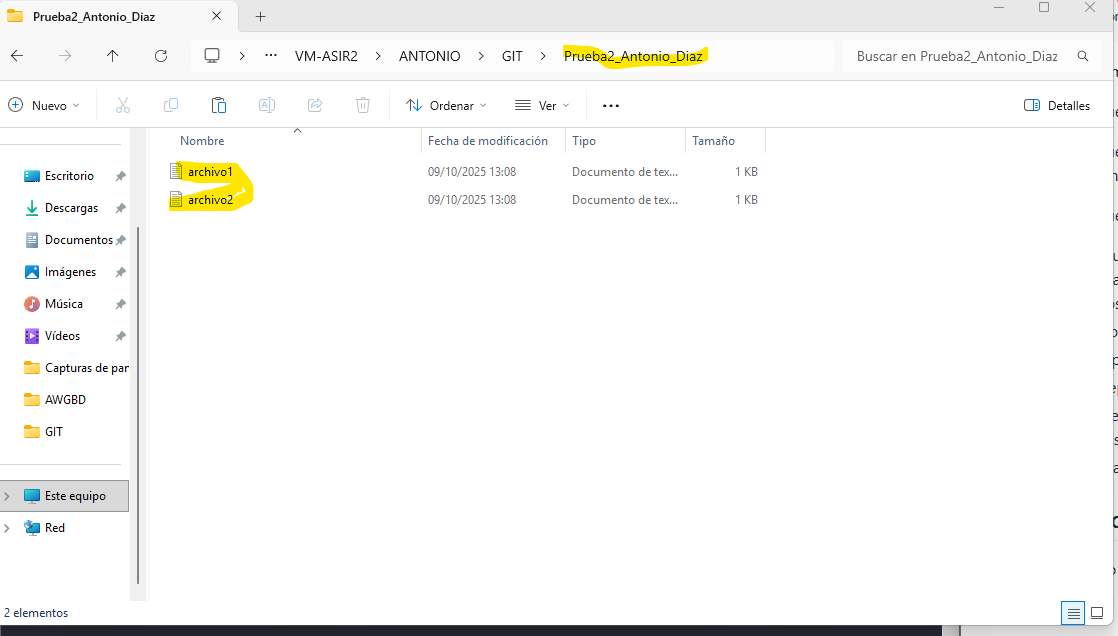 Prueba2_Antonio_Diaz
VM-ASIR2 > ANTONIO > GIT > Prueba2_Antonio_Diaz
Buscar en Prueba2_Antonio_Diaz
Nuevo
Ordenar
Ver
Detalles
Nombre
Fecha de modificación
Tipo
Tamaño
archivo1 09/10/2025 13:08 Documento de tex... 1 KB
archivo2 09/10/2025 13:08 Documento de tex... 1 KB
Escritorio
Descargas
Documentos
Imágenes
Música
Vídeos
Capturas de par
AWGBD
GIT
Este equipo
Red
2 elementos